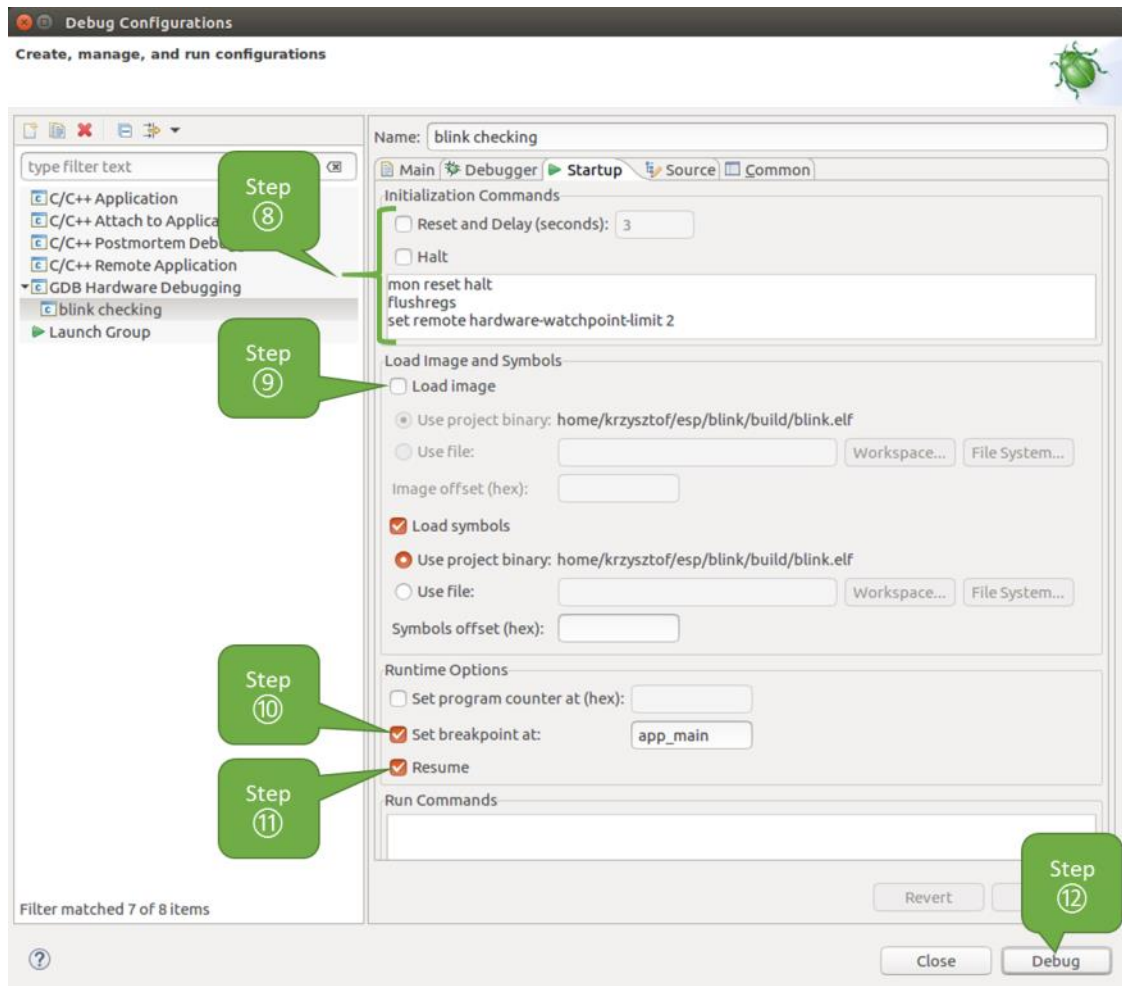 Debug Configurations
Create, manage, and run configurations
type filter text
C/C++ Application
C/C++ Attach to Applica
C/C++ Postmortem Debu
C/C++ Remote Application
GDB Hardware Debugging
blink checking
Launch Group
Filter matched 7 of 8 items
Name: blink checking
Main Debugger Startup Source Common
Initialization Commands
Reset and Delay (seconds): 3
Halt
mon reset halt
flushregs
set remote hardware-watchpoint-limit 2
Load Image and Symbols
Load image
Use project binary: home/krzysztof/esp/blink/build/blink.elf
Use file: Workspace... File System...
Image offset (hex):
Load symbols
Use project binary: home/krzysztof/esp/blink/build/blink.elf
Use file: Workspace... File System...
Symbols offset (hex):
Runtime Options
Set program counter at (hex):
Set breakpoint at: app_main
Resume
Run Commands
Revert
Close Debug
Step
⑧
Step
⑨
Step
⑩
Step
⑪
Step
⑫